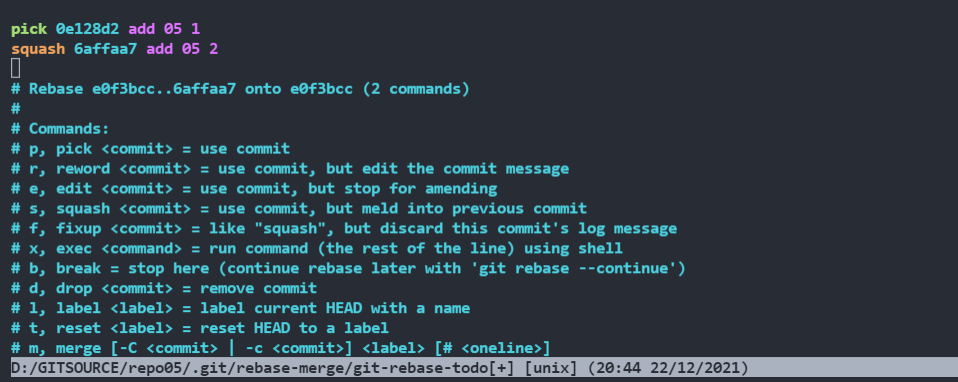 pick 0e128d2 add 05 1
squash 6affaa7 add 05 2
# Rebase e0f3bcc..6affaa7 onto e0f3bcc (2 commands)
#
# Commands:
# p, pick <commit> = use commit
# r, reword <commit> = use commit, but edit the commit message
# e, edit <commit> = use commit, but stop for amending
# s, squash <commit> = use commit, but meld into previous commit
# f, fixup <commit> = like "squash", but discard this commit's log message
# x, exec <command> = run command (the rest of the line) using shell
# b, break = stop here (continue rebase later with 'git rebase --continue')
# d, drop <commit> = remove commit
# l, label <label> = label current HEAD with a name
# t, reset <label> = reset HEAD to a label
# m, merge [-C <commit> | -c <commit>] <label> [# <oneline>]
D:/GITSOURCE/repo05/.git/rebase-merge/git-rebase-todo[+] [unix] (20:44 22/12/2021)